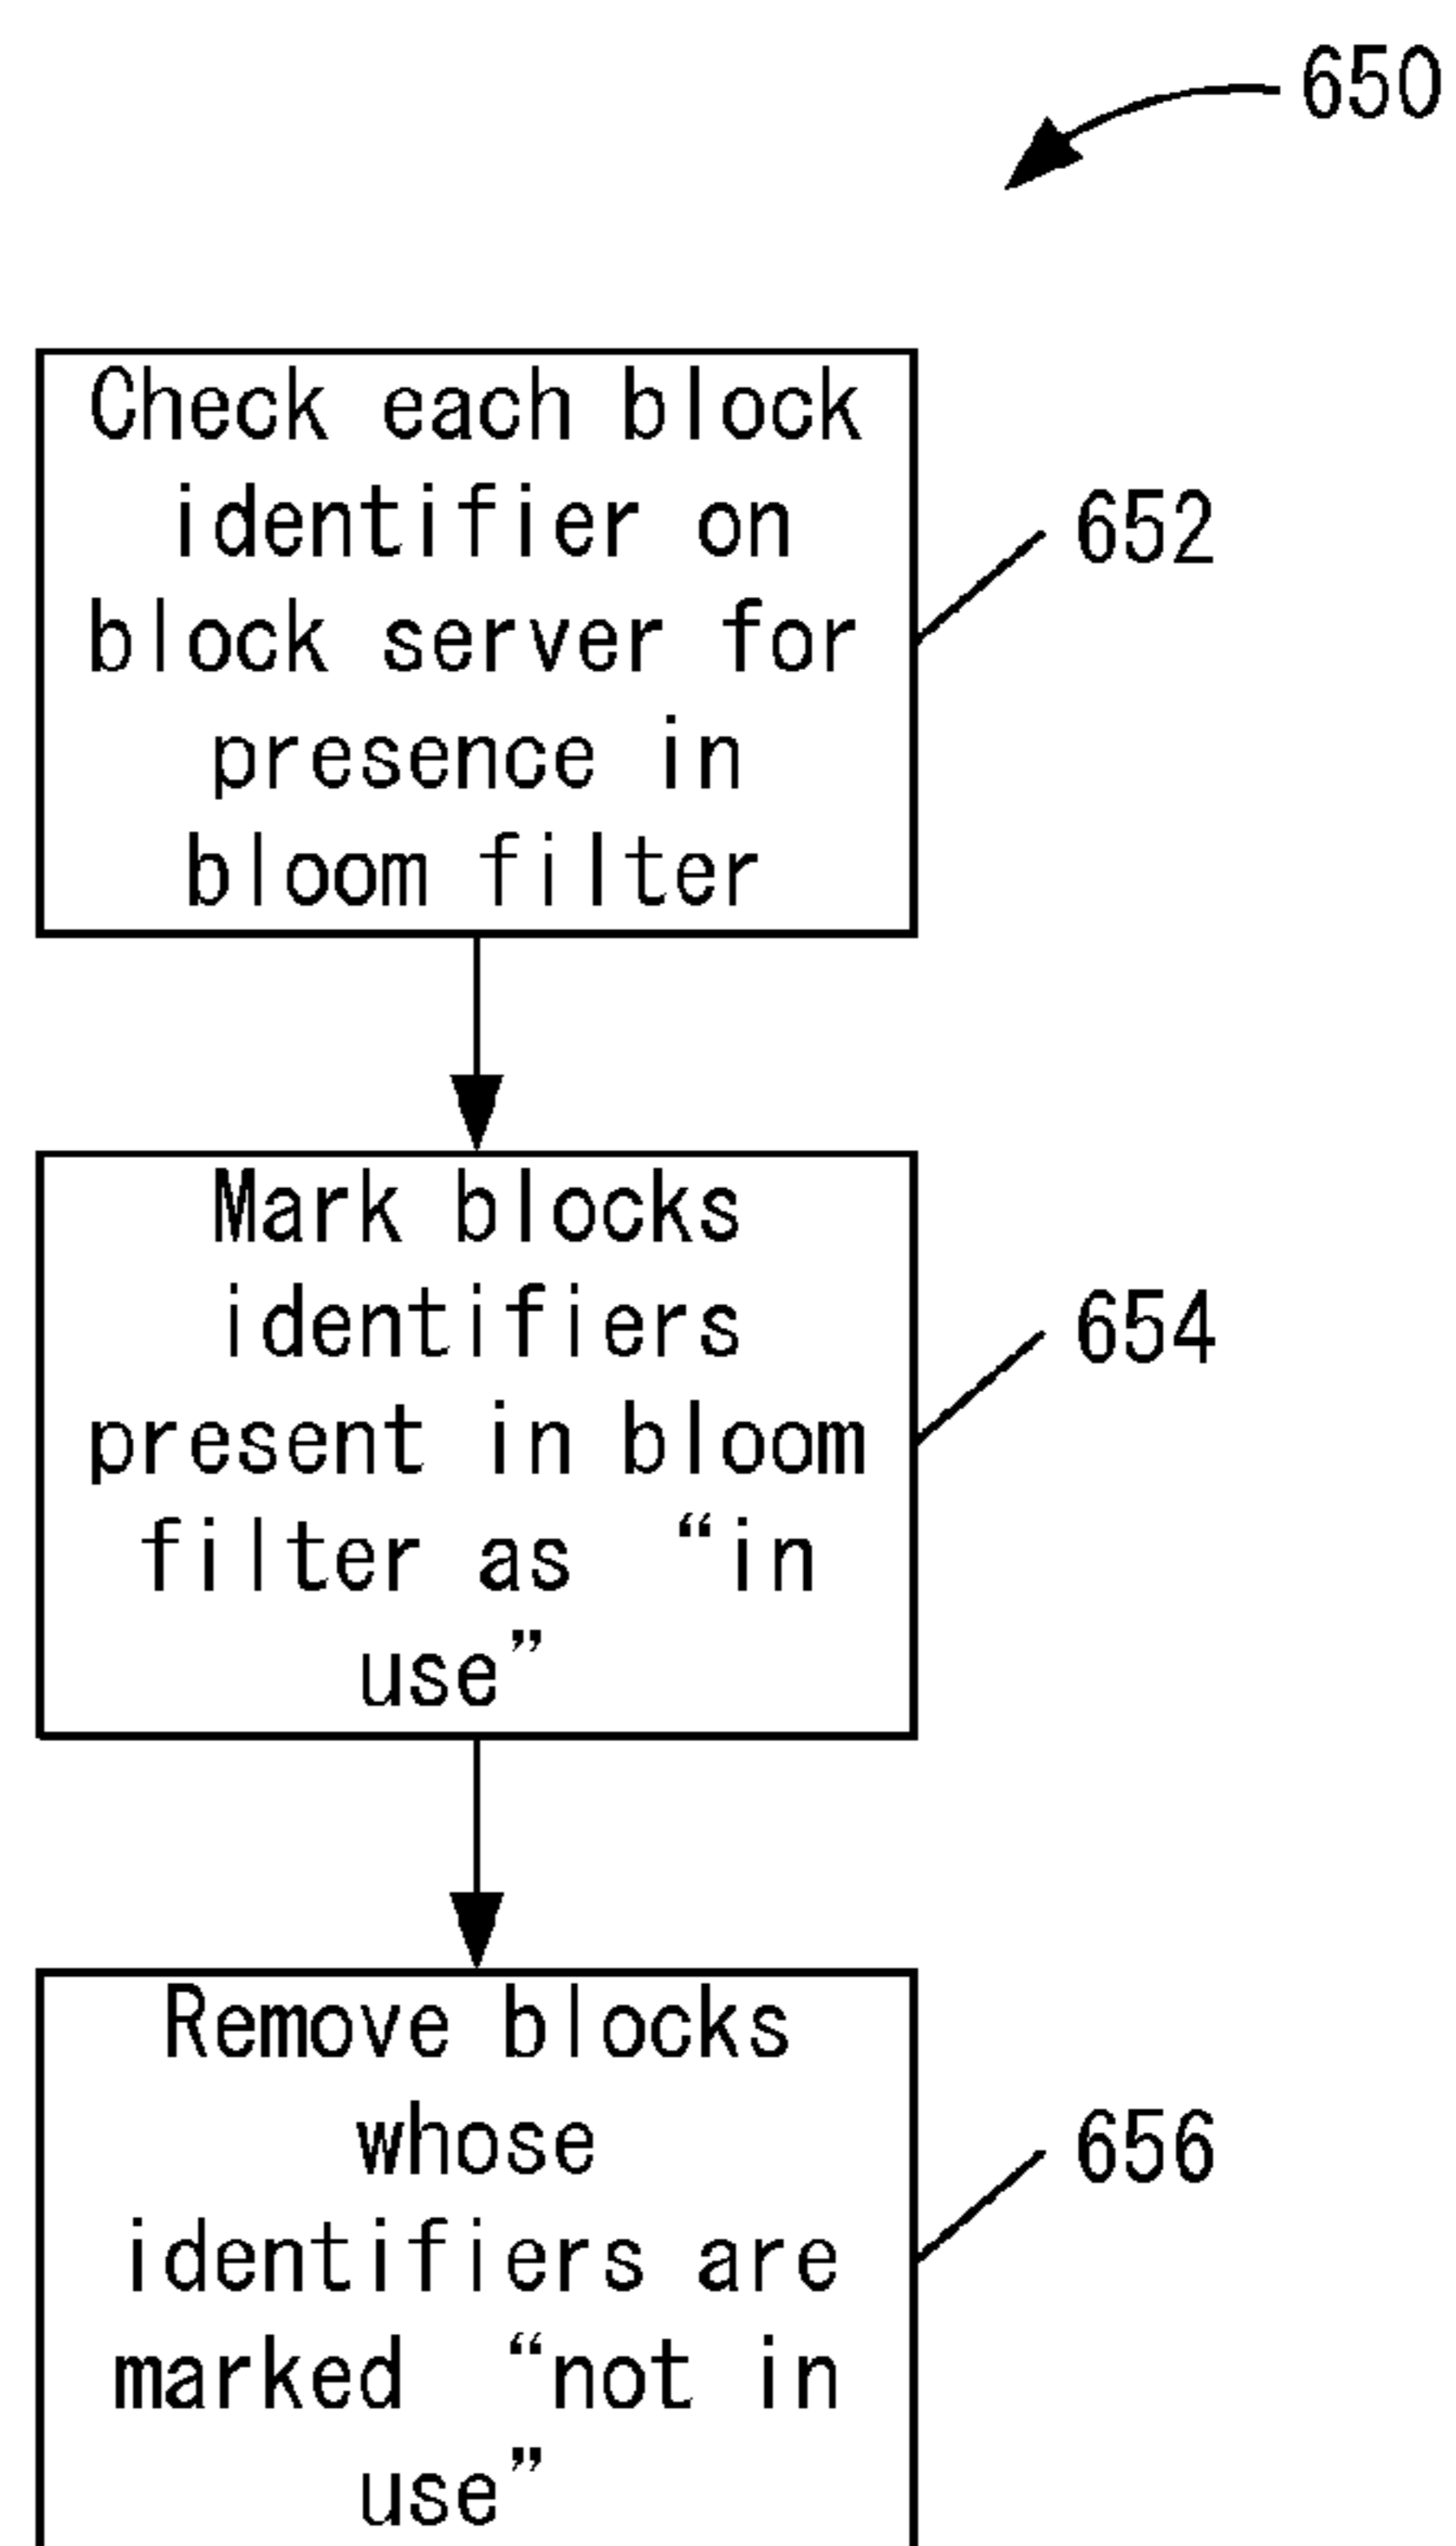 650
Check each block
identifier on
block server for
presence in
bloom filter
652
Mark blocks
identifiers
present in bloom
filter as “in
use”
654
Remove blocks
whose
identifiers are
marked “not in
use”
656